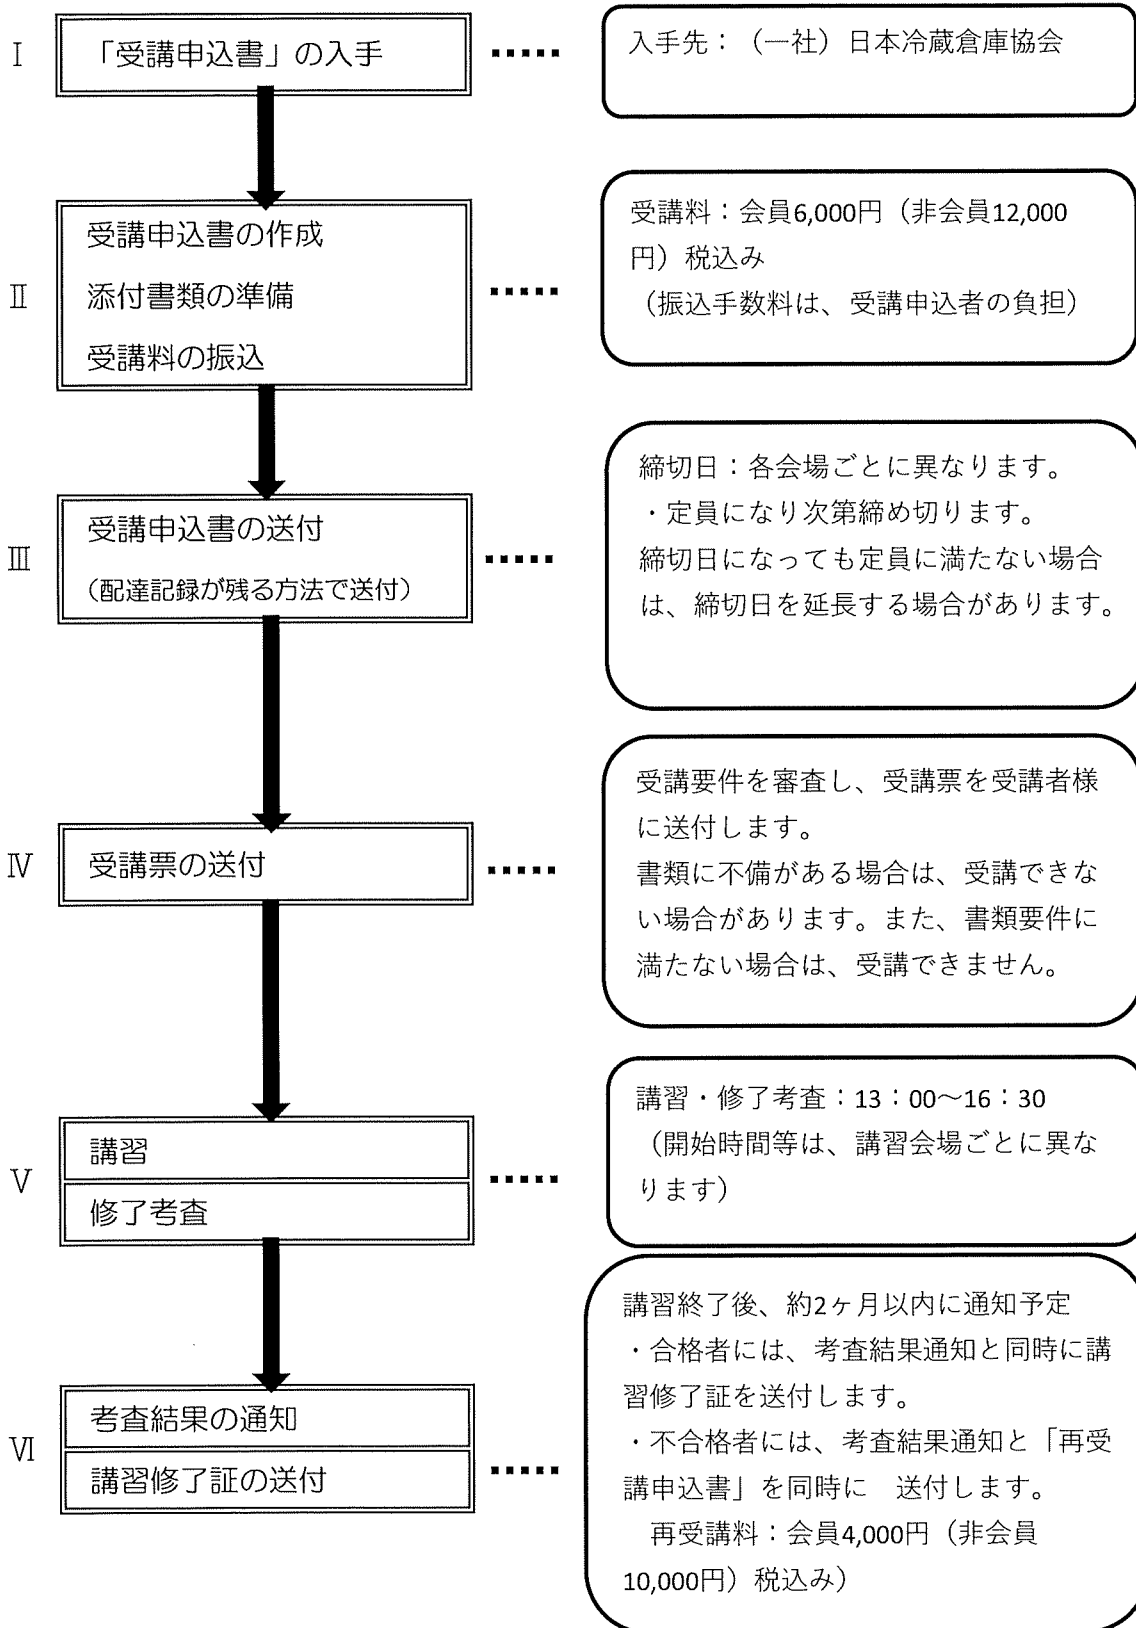 Ⅰ
「受講申込書」の入手
入手先：（一社）日本冷蔵倉庫協会
Ⅱ
受講申込書の作成
添付書類の準備
受講料の振込
受講料：会員6,000円（非会員12,000
円）税込み
（振込手数料は、受講申込者の負担）
Ⅲ
受講申込書の送付
（配達記録が残る方法で送付）
締切日：各会場ごとに異なります。
・定員になり次第締め切ります。
締切日になっても定員に満たない場合
は、締切日を延長する場合があります。
Ⅳ
受講票の送付
受講要件を審査し、受講票を受講者様
に送付します。
書類に不備がある場合は、受講できな
い場合があります。また、書類要件に
満たない場合は、受講できません。
Ⅴ
講習
修了考査
講習・修了考査：13：00～16：30
（開始時間等は、講習会場ごとに異な
ります）
Ⅵ
考査結果の通知
講習修了証の送付
講習終了後、約2ヶ月以内に通知予定
・合格者には、考査結果通知と同時に講
習修了証を送付します。
・不合格者には、考査結果通知と「再受
講申込書」を同時に　送付します。
再受講料：会員4,000円（非会員
10,000円）税込み）